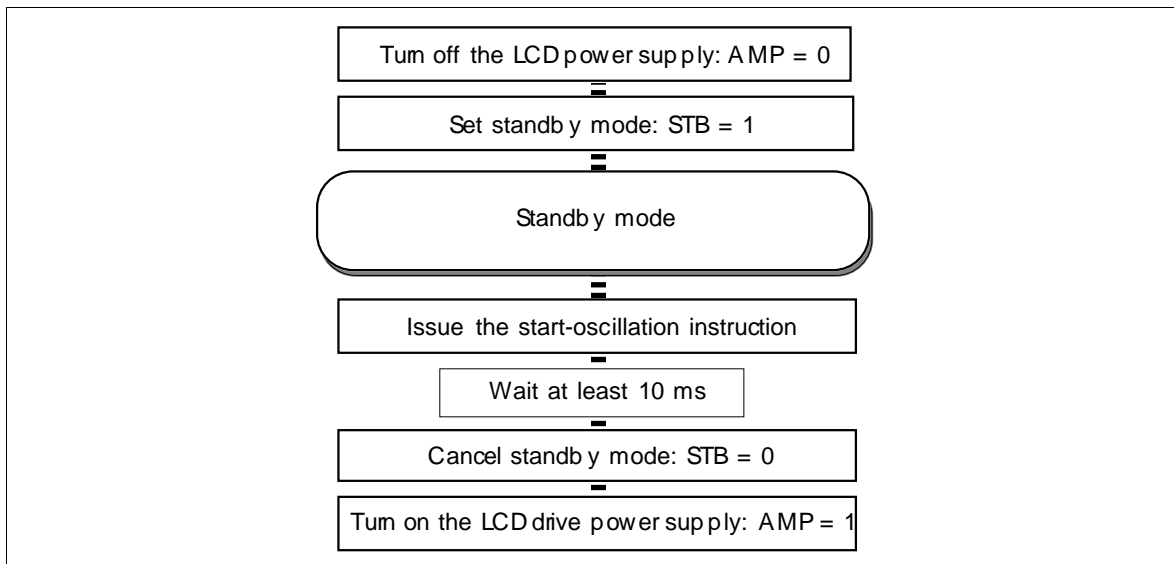 Turn off the LCD power supply: AMP = 0
Set standby mode: STB = 1
Standby mode
Issue the start-oscillation instruction
Wait at least 10 ms
Cancel standby mode: STB = 0
Turn on the LCD drive power supply: AMP = 1